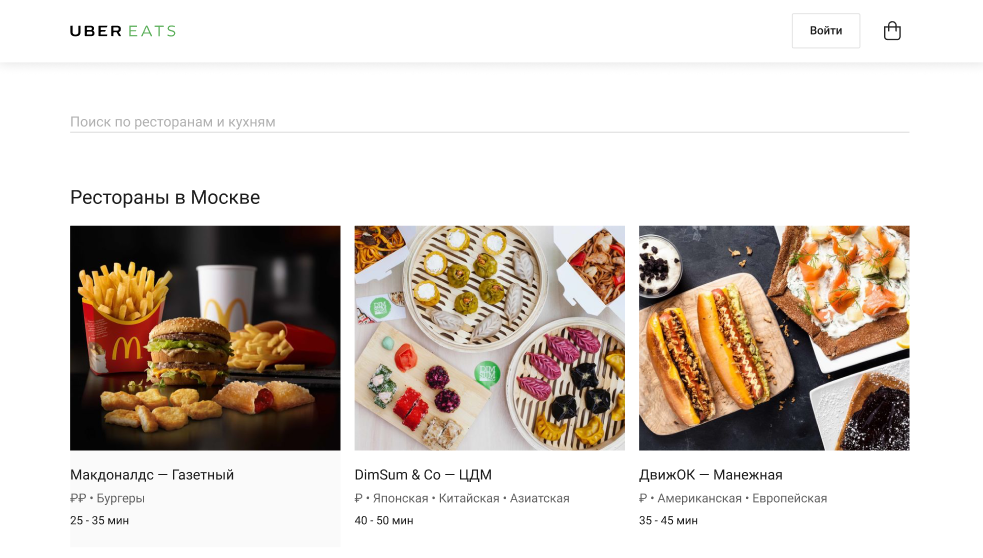 UBER EATS
Войти
Поиск по ресторанам и кухням
Рестораны в Москве
Макдоналдс — Газетный
₽₽ • Бургеры
25 - 35 мин
DimSum & Co — ЦДМ
₽ • Японская • Китайская • Азиатская
40 - 50 мин
ДвижОК — Манежная
₽ • Американская • Европейская
35 - 45 мин